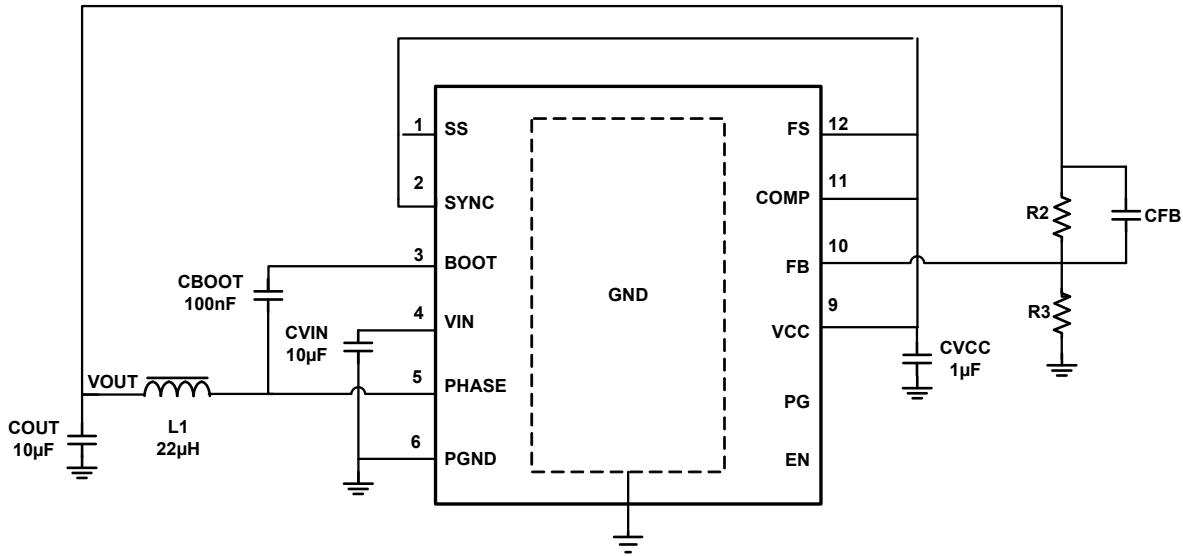 1
SS
2
SYNC
3
BOOT
CBOOT
100nF
4
VIN
CVIN
10µF
5
PHASE
VOUT
L1
22µH
COUT
10µF
6
PGND
GND
FS
12
COMP
11
FB
10
VCC
9
PG
EN
CVCC
1µF
R2
CFB
R3